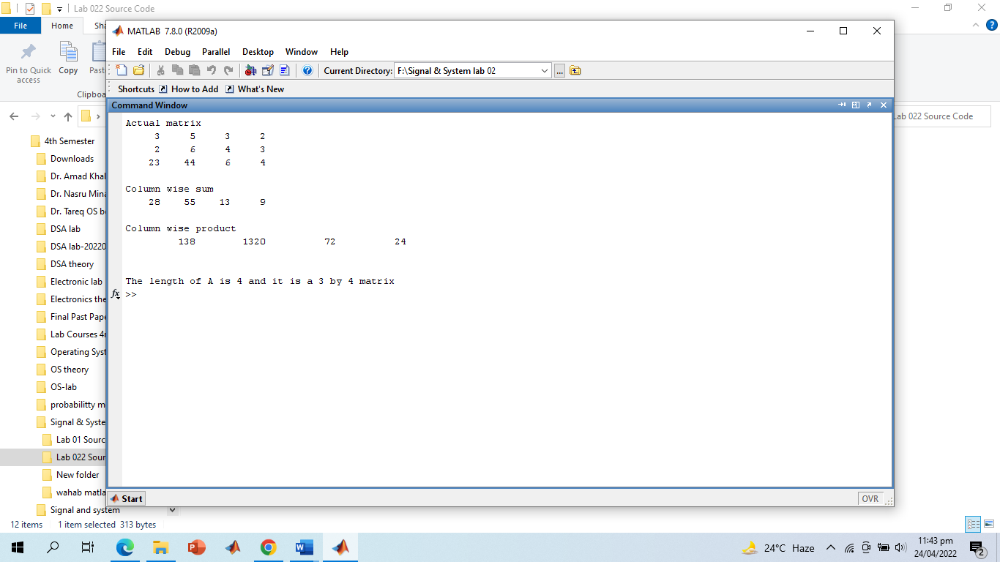 Lab 022 Source Code
File Home Sha
Pin to Quick access
Copy
Paste
Clipboa
MATLAB 7.8.0 (R2009a)
File Edit Debug Parallel Desktop Window Help
Current Directory: F:\Signal & System lab 02 ...
Shortcuts How to Add What's New
Command Window
Lab 022 Source Code
Actual matrix
3 5 3 2
2 6 4 3
23 44 6 4
Column wise sum
28 55 13 9
Column wise product
138 1320 72 24
The length of A is 4 and it is a 3 by 4 matrix
fx >>
4th Semester
Downloads
Dr. Amad Khal
Dr. Nasru Mina
Dr. Tareq OS b
DSA lab
DSA lab-20220
DSA theory
Electronic lab
Electronics the
Final Past Pape
Lab Courses 4
Operating Syst
OS theory
OS-lab
probabilitty m
Signal & Syste
Lab 01 Sourc
Lab 022 Sour
New folder
wahab matla
Signal and system
Start
OVR
12 items 1 item selected 313 bytes
24°C Haze
11:43 pm
24/04/2022
2